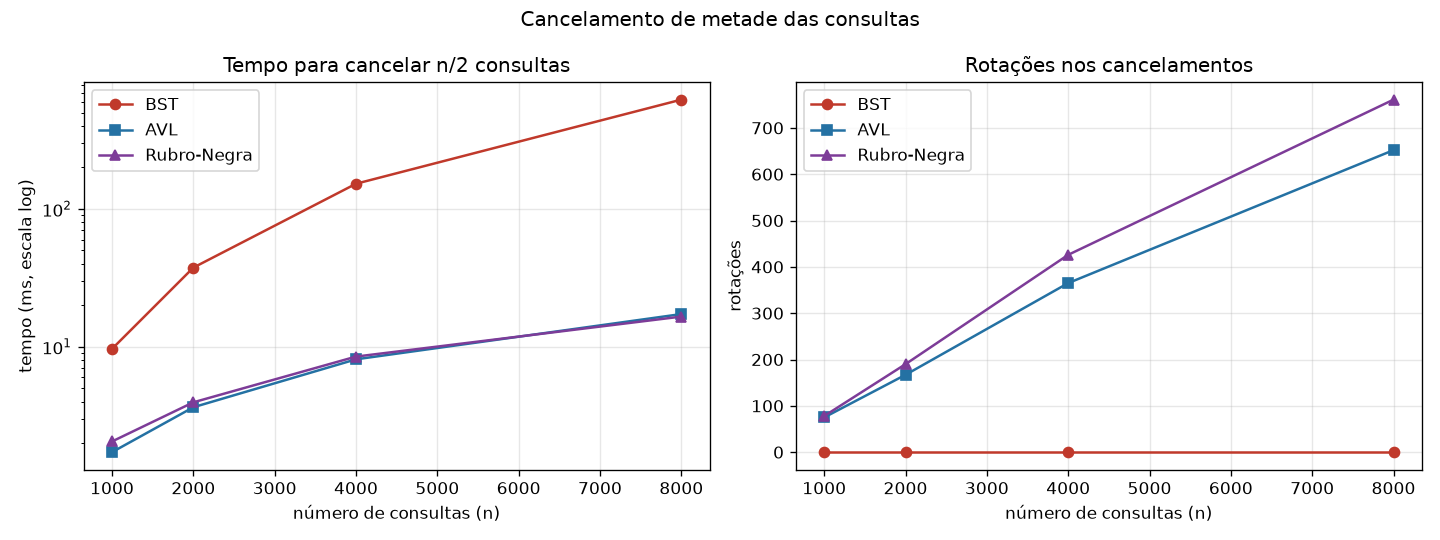 Cancelamento de metade das consultas
Tempo para cancelar n/2 consultas
BST
AVL
Rubro-Negra
tempo (ms, escala log)
10²
10¹
1000 2000 3000 4000 5000 6000 7000 8000
número de consultas (n)
Rotações nos cancelamentos
BST
AVL
Rubro-Negra
rotações
700
600
500
400
300
200
100
0
1000 2000 3000 4000 5000 6000 7000 8000
número de consultas (n)